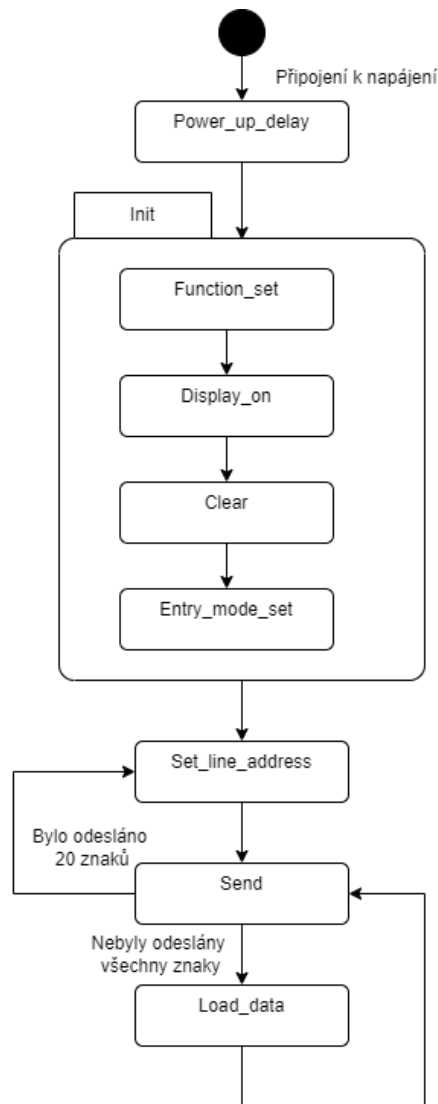 Připojení k napájení
Power_up_delay
Init
Function_set
Display_on
Clear
Entry_mode_set
Set_line_address
Bylo odesláno
20 znaků
Send
Nebyly odeslány
všechny znaky
Load_data